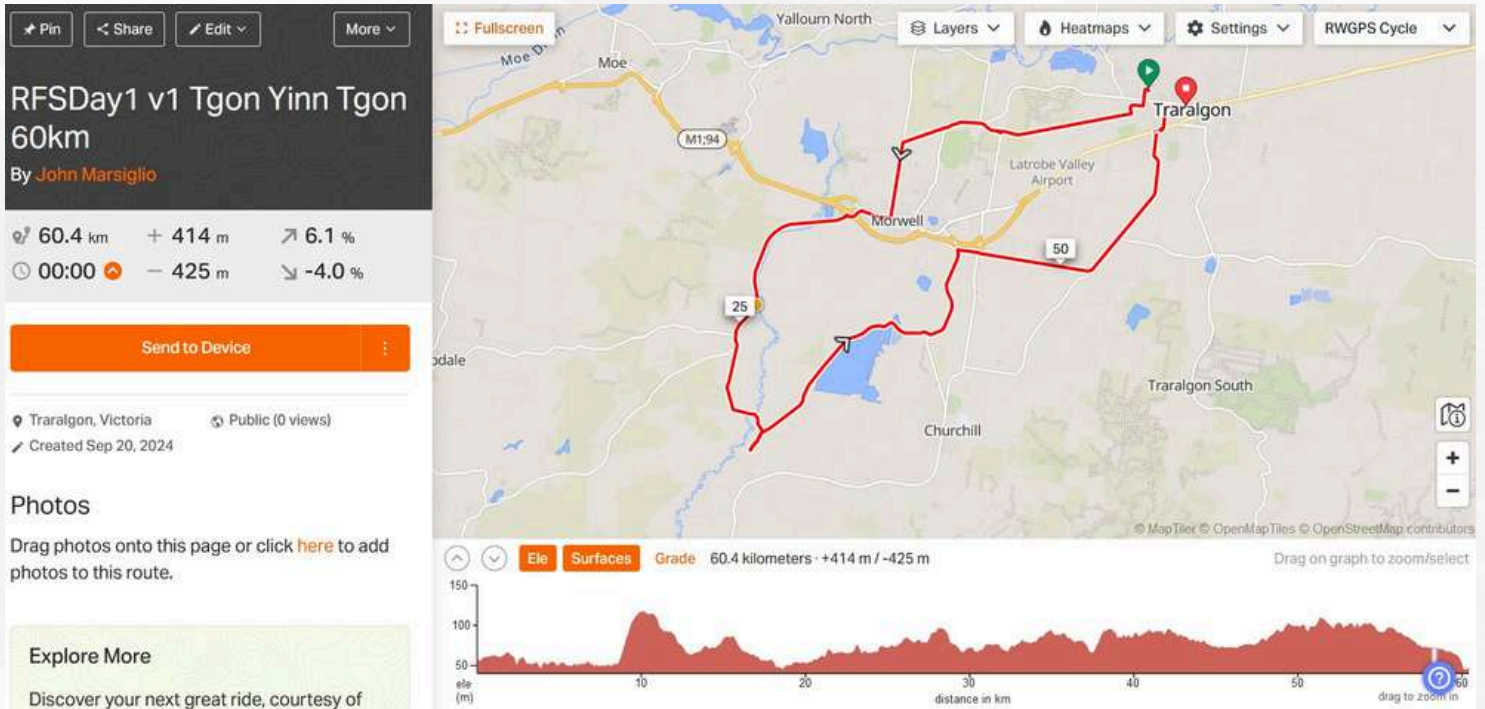 Pin
Share
Edit
More
RFSDay1 v1 Tgon Yinn Tgon
60km
By John Marsiglio
60.4 km + 414 m 6.1 %
00:00 − 425 m -4.0 %
Send to Device
Traralgon, Victoria
Public (0 views)
Created Sep 20, 2024
Photos
Drag photos onto this page or click here to add
photos to this route.
Explore More
Discover your next great ride, courtesy of
Fullscreen
Layers
Heatmaps
Settings
RWGPS Cycle
Yallourn North
Moe Drain
Moe
M1;94
Traralgon
Latrobe Valley
Airport
Morwell
50
25
odale
Traralgon South
Churchill
© MapTiler © OpenMapTiles © OpenStreetMap contributors
Ele
Surfaces
Grade
60.4 kilometers · +414 m / -425 m
Drag on graph to zoom/select
150
100
50
ele
(m)
10
20
30
40
50
60
distance in km
drag to zoom in